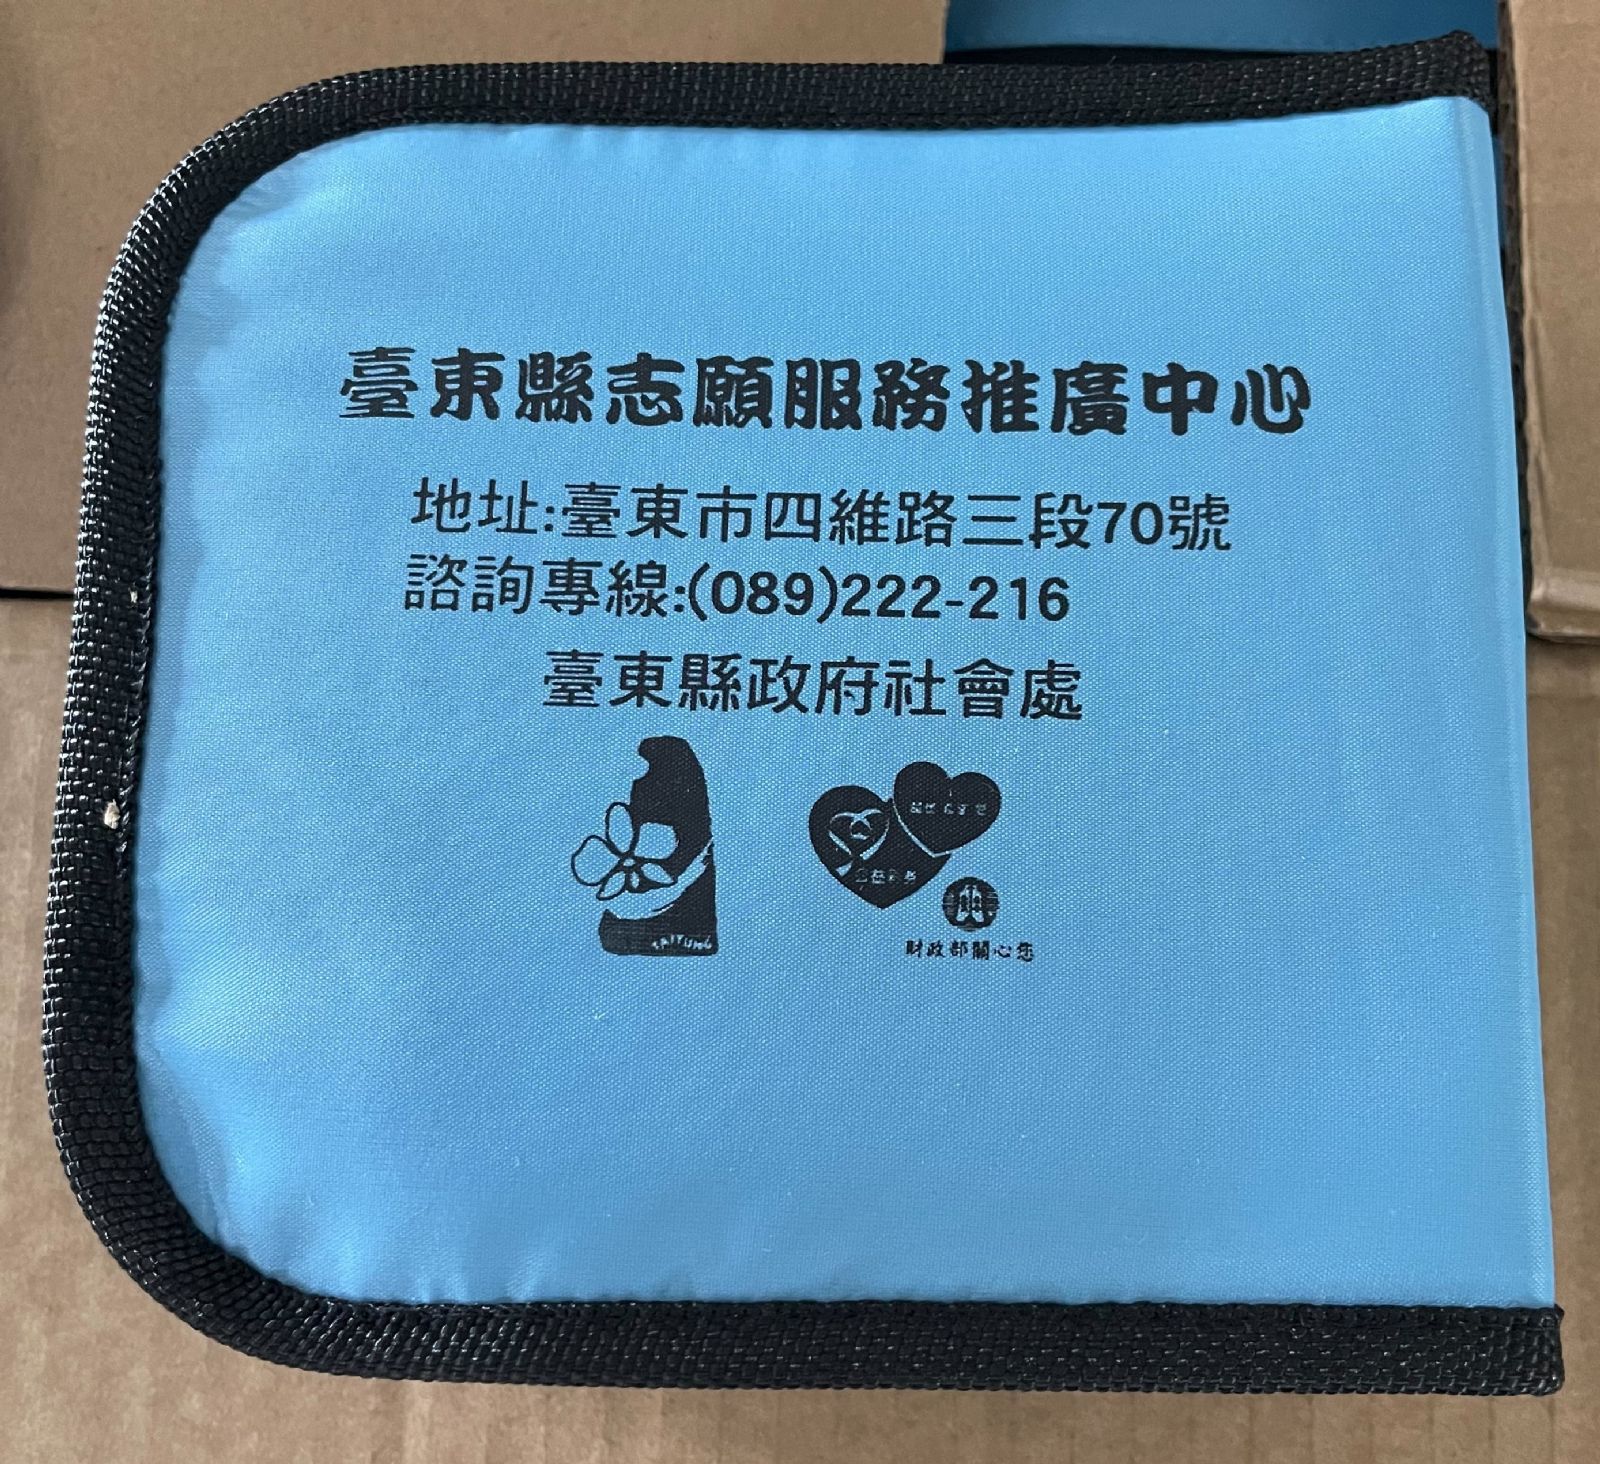 臺東縣志願服務推廣中心
地址:臺東市四維路三段70號
諮詢專線:(089)222-216
臺東縣政府社會處
TAITUNG
財政部關心您